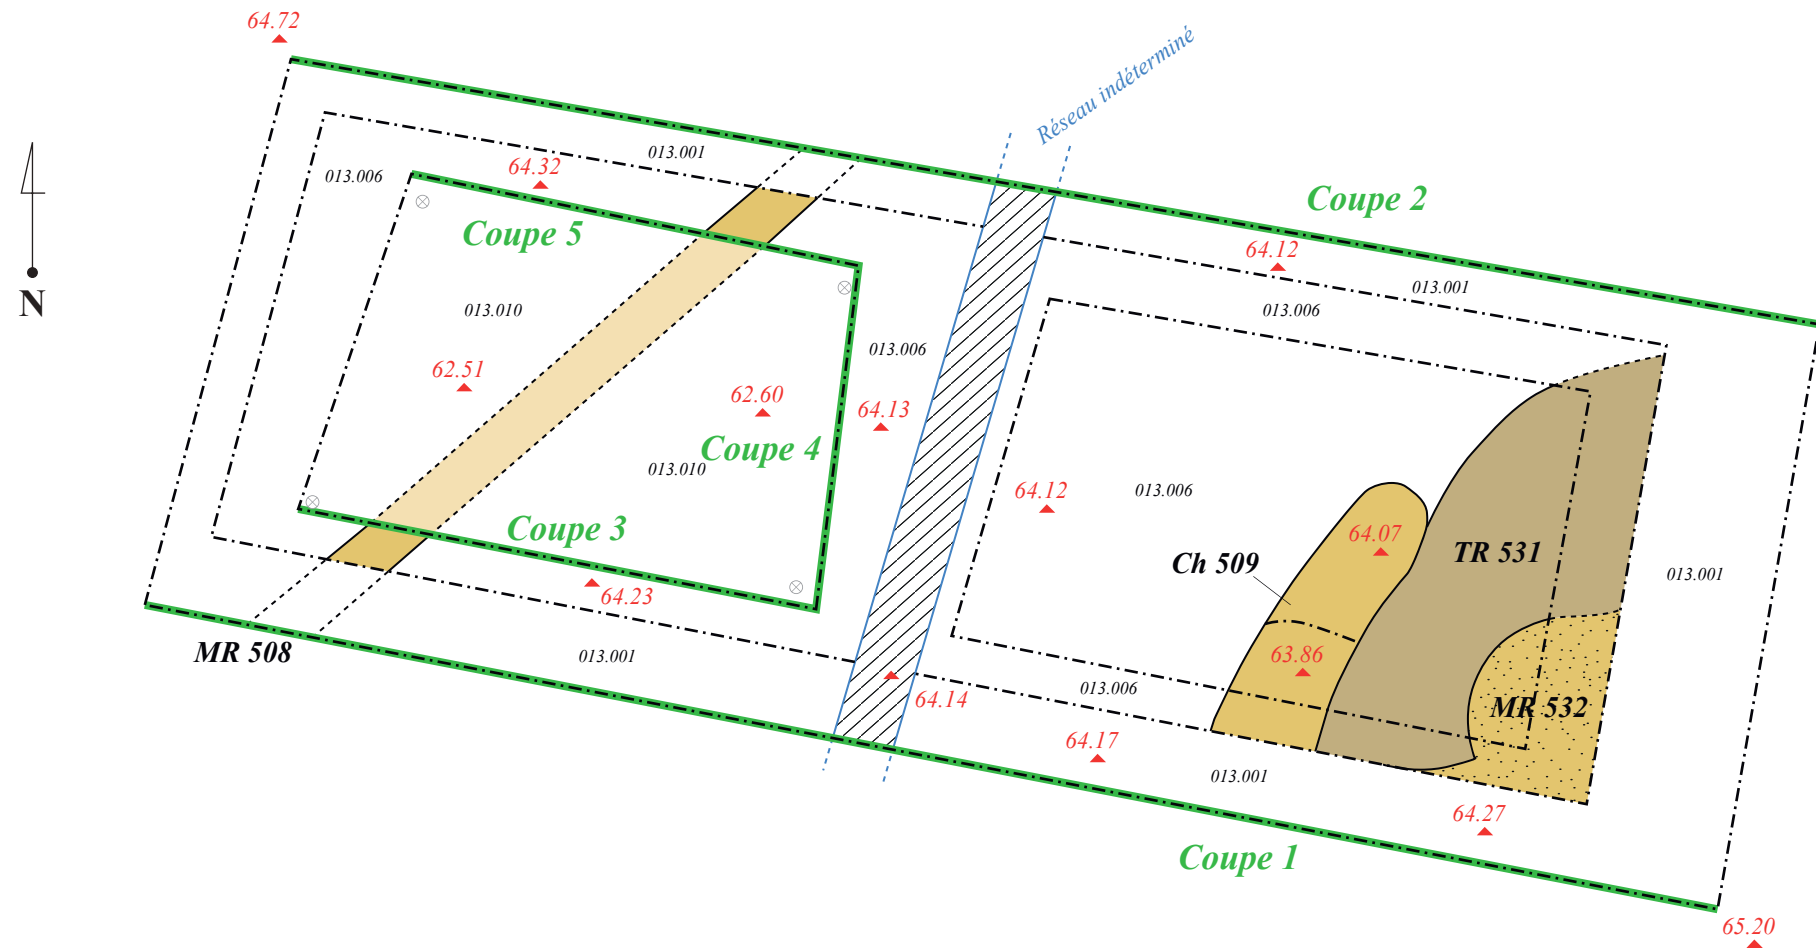 64.72
Réseau indéterminé
013.001
64.32
013.006
Coupe 2
Coupe 5
64.12
013.001
N
013.010
013.006
013.006
62.51
62.60
64.13
Coupe 4
013.010
64.12
013.006
Coupe 3
64.07
TR 531
Ch 509
013.001
64.23
MR 508
013.001
63.86
013.006
64.14
MR 532
64.17
013.001
64.27
Coupe 1
65.20